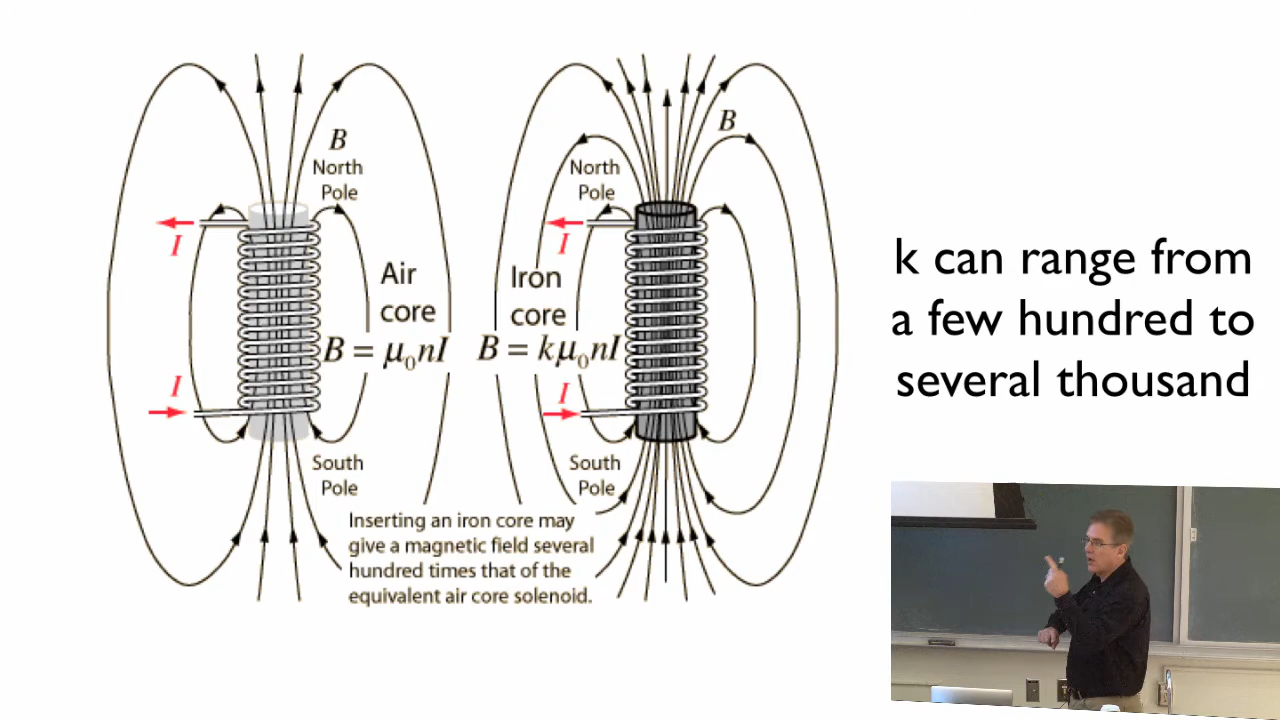 B
North
Pole
I
Air
core
B = μ₀nI
I
South
Pole
B
North
Pole
I
Iron
core
B = kμ₀nI
I
South
Pole
Inserting an iron core may
give a magnetic field several
hundred times that of the
equivalent air core solenoid.
k can range from
a few hundred to
several thousand